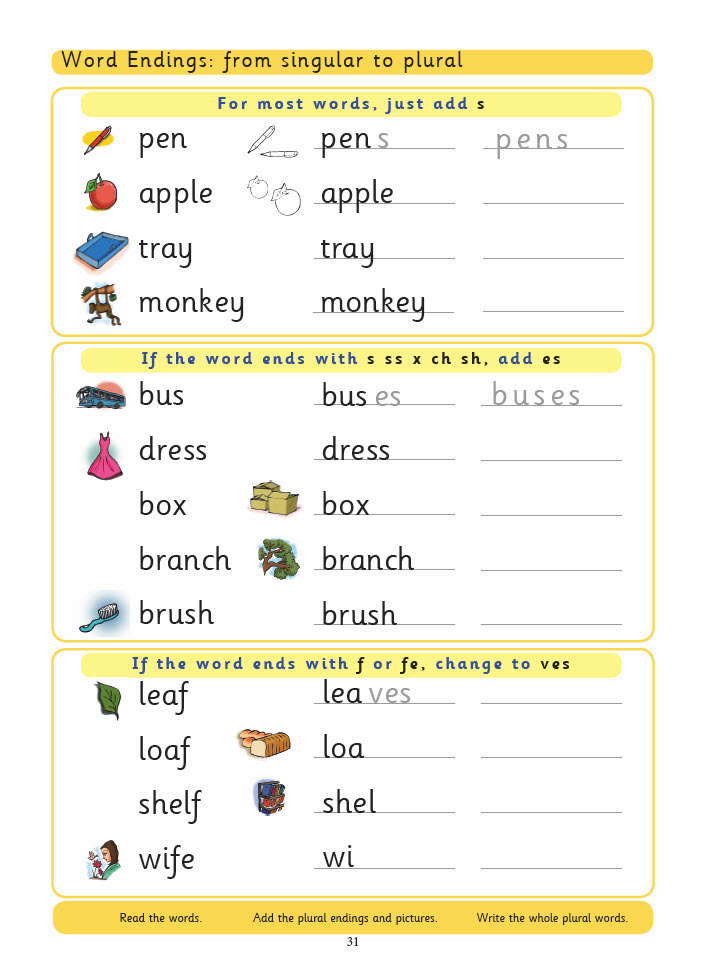 Word Endings: from singular to plural
For most words, just add s
pen pens pens
apple apple
tray tray
monkey monkey
If the word ends with s ss x ch sh, add es
bus buses buses
dress dress
box box
branch branch
brush brush
If the word ends with f or fe, change to ves
leaf leaves
loaf loa
shelf shel
wife wi
Read the words. Add the plural endings and pictures. Write the whole plural words.
31